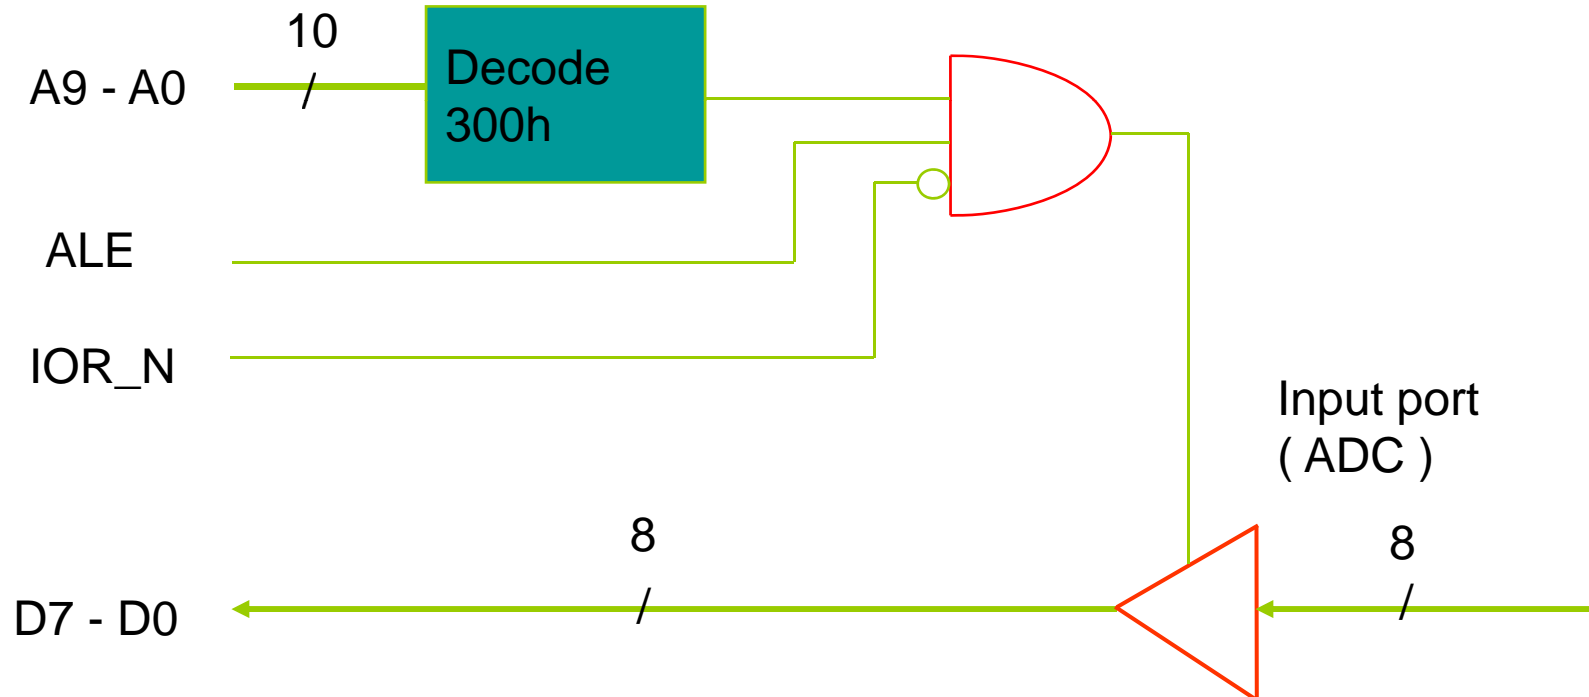 10
A9 - A0
Decode
300h
ALE
IOR_N
Input port
( ADC )
8
8
D7 - D0